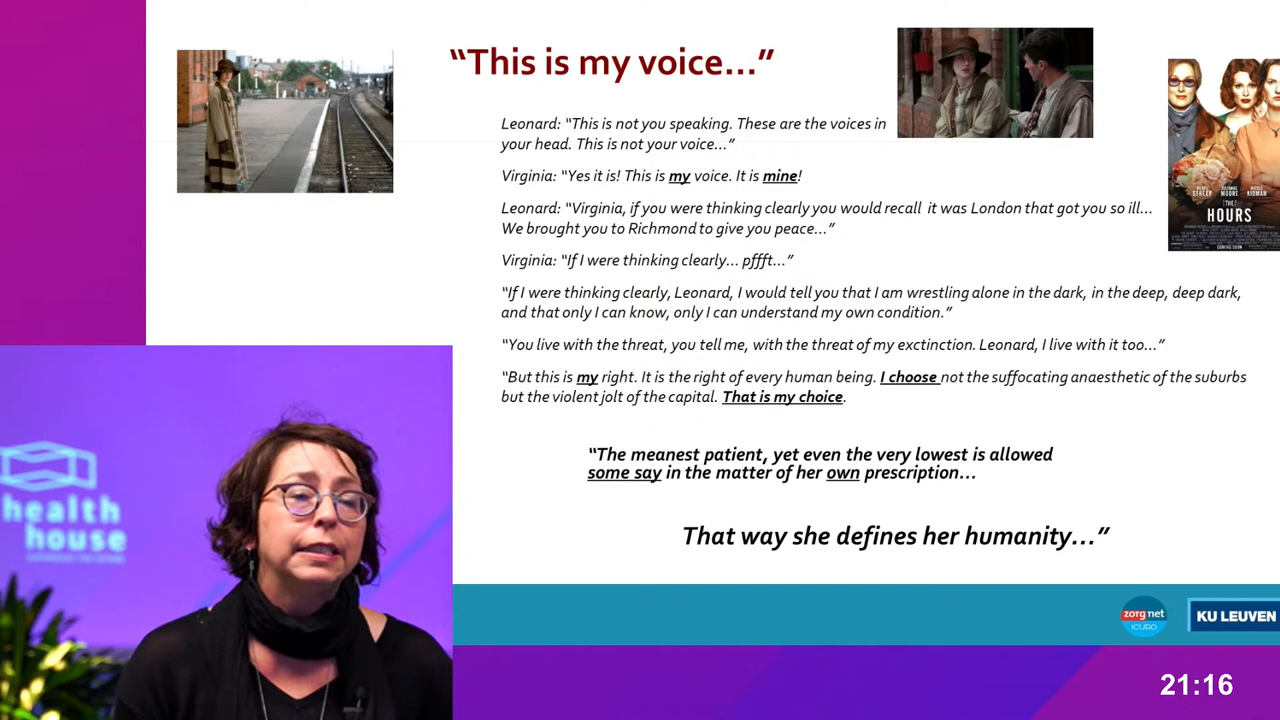 “This is my voice...”
Leonard: “This is not you speaking. These are the voices in
your head. This is not your voice...”
Virginia: “Yes it is! This is my voice. It is mine!
Leonard: “Virginia, if you were thinking clearly you would recall it was London that got you so ill...
We brought you to Richmond to give you peace...”
Virginia: “If I were thinking clearly... pffft...”
“If I were thinking clearly, Leonard, I would tell you that I am wrestling alone in the dark, in the deep, deep dark,
and that only I can know, only I can understand my own condition.”
“You live with the threat, you tell me, with the threat of my exctinction. Leonard, I live with it too...”
“But this is my right. It is the right of every human being. I choose not the suffocating anaesthetic of the suburbs
but the violent jolt of the capital. That is my choice.
“The meanest patient, yet even the very lowest is allowed
some say in the matter of her own prescription...
That way she defines her humanity...”
[THE]
HOURS
health
house
zorgnet
ICURO
KU LEUVEN
21:16